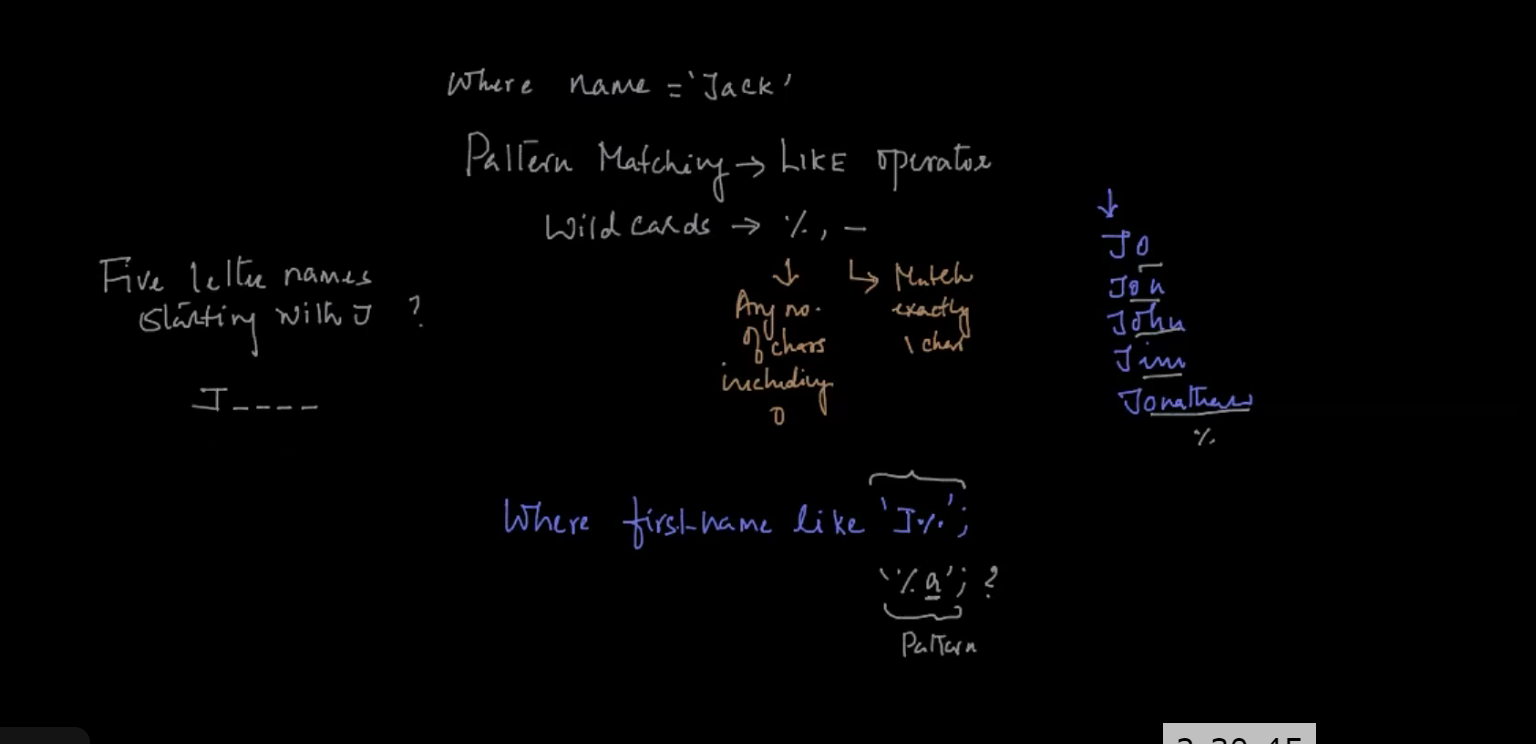 Where name = 'Jack'
Pattern Matching → LIKE operator
Wild cards → %, _
Five letter names
starting with J ?
J _ _ _ _
↓
Any no.
of chars
including
0
↳ Match
exactly
1 char
↓
Jo
Jon
John
Jim
Jonathan
%
Where first_name like 'J%';
'%a'; ?
Pattern